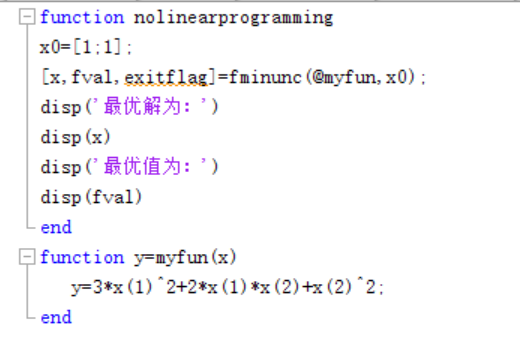 function nolinearprogramming
x0=[1;1];
[x,fval,exitflag]=fminunc(@myfun,x0);
disp('最优解为：')
disp(x)
disp('最优值为：')
disp(fval)
end
function y=myfun(x)
y=3*x(1)^2+2*x(1)*x(2)+x(2)^2;
end